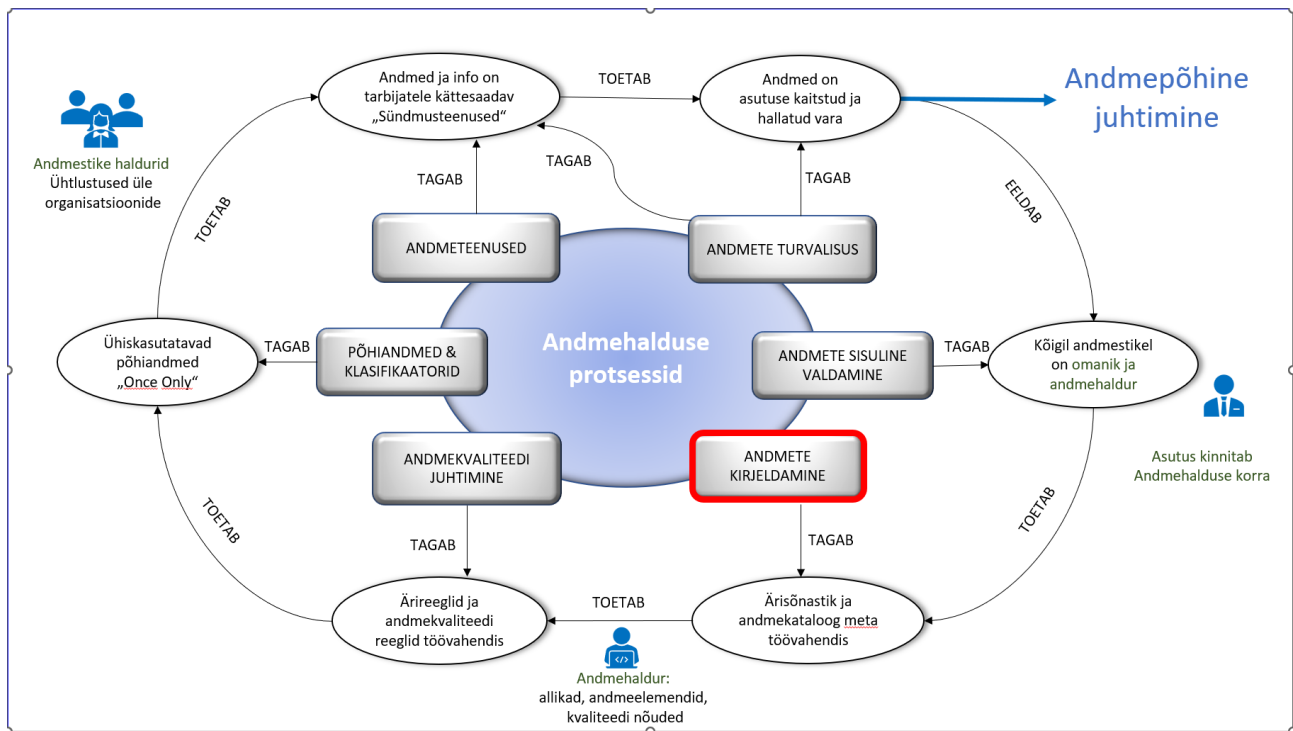 Andmed ja info on
tarbijatele kättesaadav
„Sündmusteenused“
TOETAB
Andmed on
asutuse kaitstud ja
hallatud vara
Andmepõhine
juhtimine
Andmestike haldurid
Ühtlustused üle
organisatsioonide
TAGAB
TAGAB
TAGAB
EELDAB
TOETAB
ANDMETEENUSED
ANDMETE TURVALISUS
Andmehalduse
protsessid
Ühiskasutatavad
põhiandmed
„Once Only“
TAGAB
PÕHIANDMED &
KLASIFIKAATORID
ANDMETE SISULINE
VALDAMINE
TAGAB
Kõigil andmestikel
on omanik ja
andmehaldur
ANDMEKVALITEEDI
JUHTIMINE
ANDMETE
KIRJELDAMINE
Asutus kinnitab
Andmehalduse korra
TOETAB
TAGAB
TAGAB
TOETAB
Ärireeglid ja
andmekvaliteedi
reeglid töövahendis
TOETAB
Ärisõnastik ja
andmekataloog meta
töövahendis
Andmehaldur:
allikad, andmeelemendid,
kvaliteedi nõuded